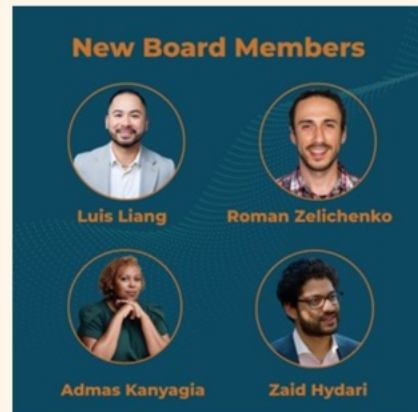 New Board Members
Luis Liang
Roman Zelichenko
Admas Kanyagia
Zaid Hydari